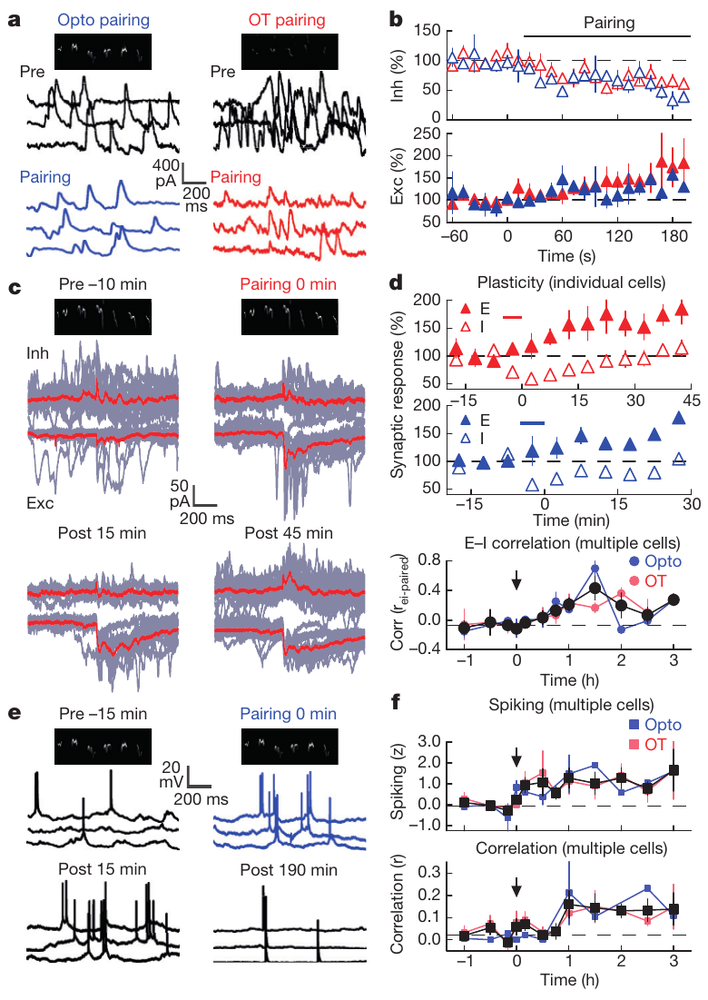 a
Opto pairing
OT pairing
Pre
Pre
Pairing
400
pA
200
ms
Pairing
b
Pairing
Inh (%)
150
100
50
0
Exc (%)
250
200
150
100
50
−60
0
60
120
180
Time (s)
c
Pre −10 min
Pairing 0 min
Inh
Exc
50
pA
200 ms
Post 15 min
Post 45 min
d
Plasticity (individual cells)
Synaptic response (%)
200
150
100
50
E
I
−15
0
15
30
45
200
150
100
50
E
I
−15
0
15
30
Time (min)
E–I correlation (multiple cells)
Corr (rei-paired)
0.8
0.4
0.0
−0.4
Opto
OT
−1
0
1
2
3
Time (h)
e
Pre −15 min
Pairing 0 min
20
mV
200 ms
Post 15 min
Post 190 min
f
Spiking (multiple cells)
Spiking (z)
3.0
2.0
1.0
0.0
−1.0
Opto
OT
Correlation (multiple cells)
Correlation (r)
0.3
0.2
0.1
0.0
−1
0
1
2
3
Time (h)